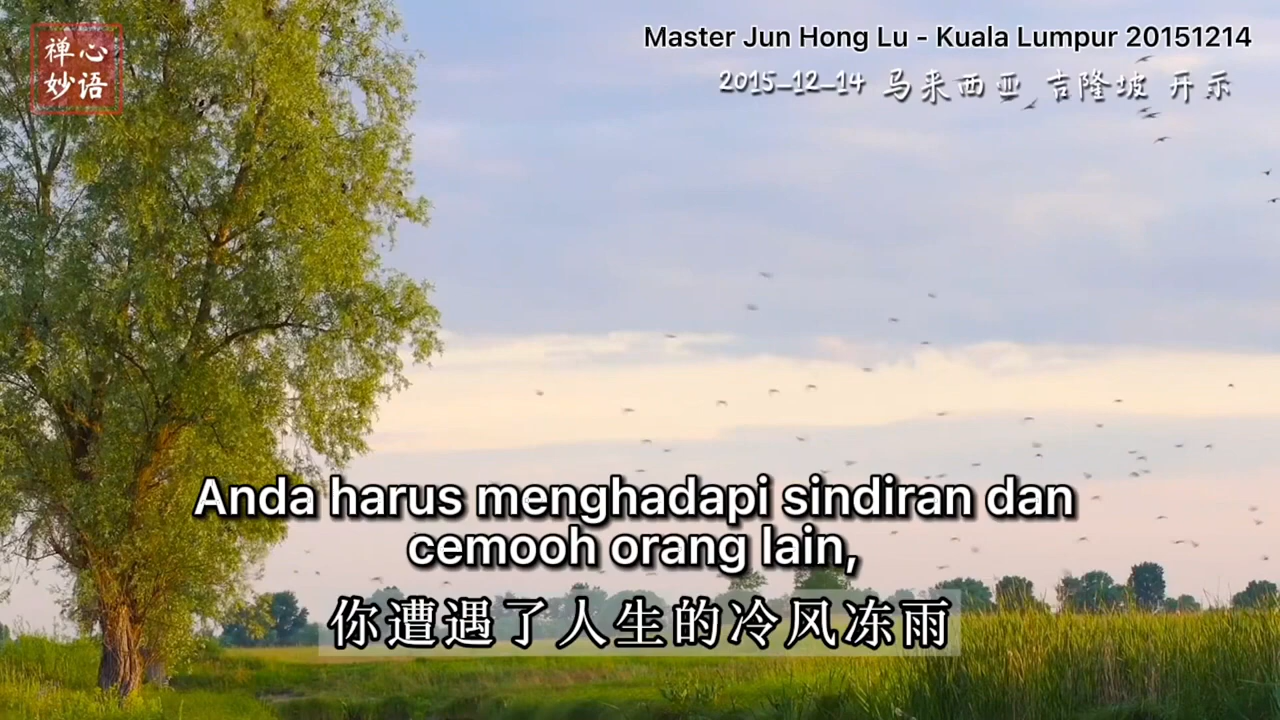 禅心
妙语
Master Jun Hong Lu - Kuala Lumpur 20151214
2015-12-14 马来西亚 吉隆坡 开示
Anda harus menghadapi sindiran dan
cemooh orang lain,
你遭遇了人生的冷风冻雨